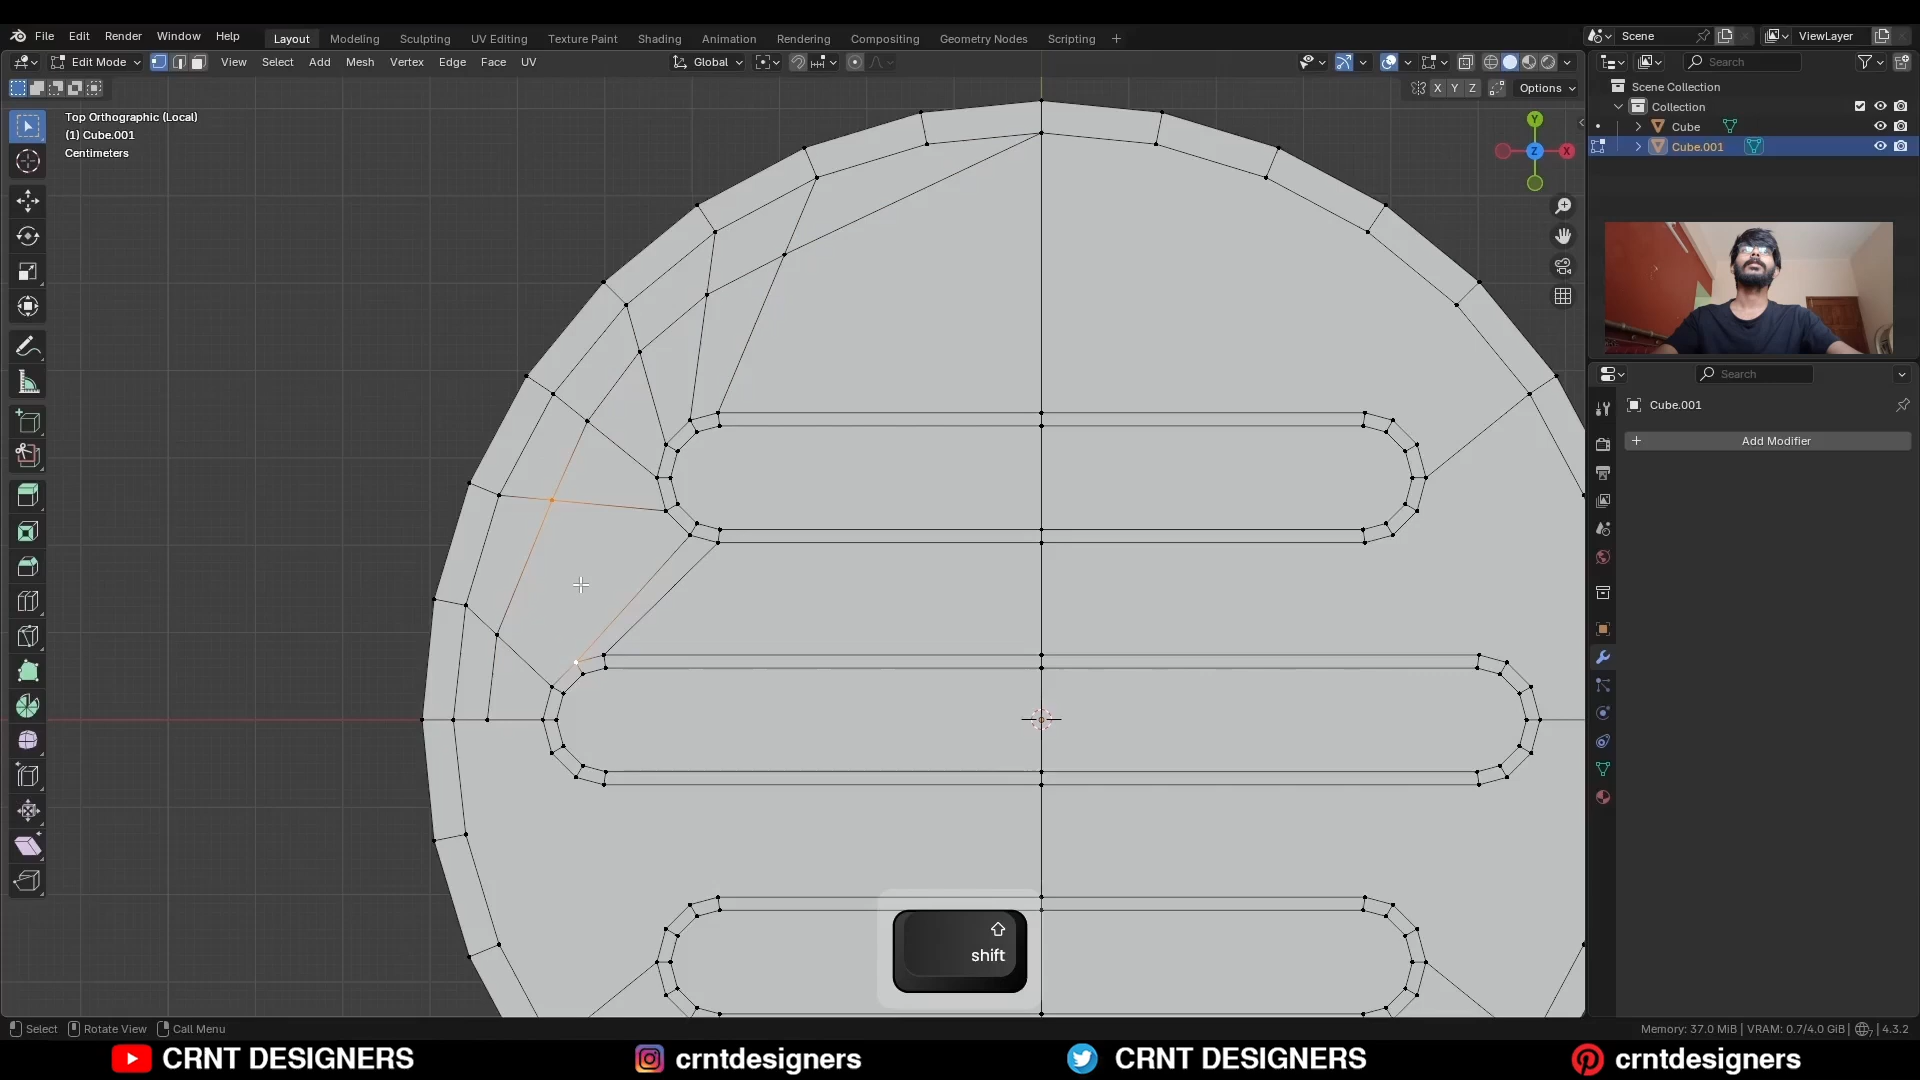 File Edit Render Window Help
Layout Modeling Sculpting UV Editing Texture Paint Shading Animation Rendering Compositing Geometry Nodes Scripting +
Scene
ViewLayer
Edit Mode View Select Add Mesh Vertex Edge Face UV
Global
Search
X Y Z Options
Scene Collection
Collection
Cube
Cube.001
Top Orthographic (Local)
(1) Cube.001
Centimeters
Y
Z
X
Search
Cube.001
+ Add Modifier
shift
Select Rotate View Call Menu
Memory: 37.0 MiB | VRAM: 0.7/4.0 GiB | 4.3.2
CRNT DESIGNERS crntdesigners CRNT DESIGNERS crntdesigners